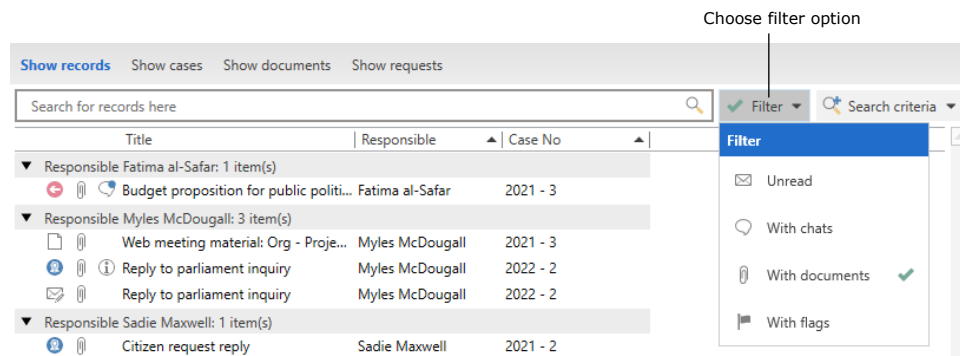 Choose filter option
Show records Show cases Show documents Show requests
Search for records here Filter Search criteria
Title Responsible Case No
Filter
Responsible Fatima al-Safar: 1 item(s)
Budget proposition for public politi... Fatima al-Safar 2021 - 3
Unread
Responsible Myles McDougall: 3 item(s)
With chats
Web meeting material: Org - Proje... Myles McDougall 2021 - 3
Reply to parliament inquiry Myles McDougall 2022 - 2
With documents
Reply to parliament inquiry Myles McDougall 2022 - 2
Responsible Sadie Maxwell: 1 item(s)
With flags
Citizen request reply Sadie Maxwell 2021 - 2